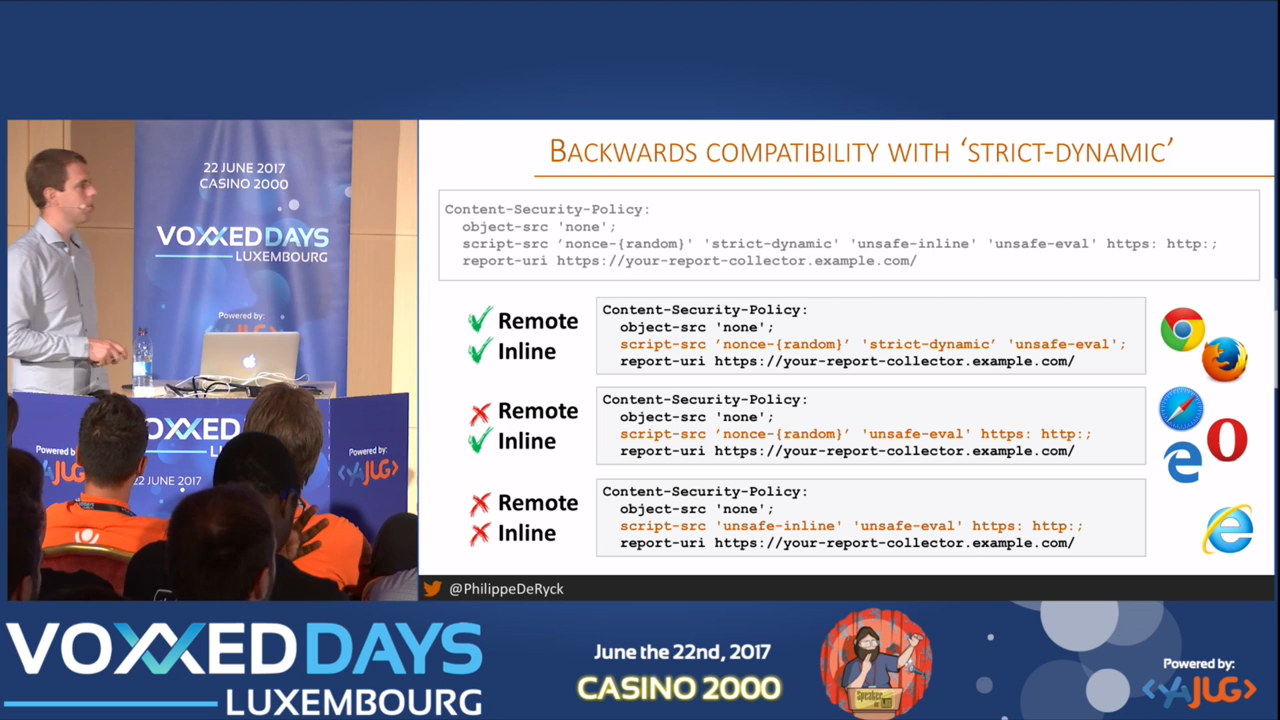 22 JUNE 2017
CASINO 2000
VOXXEDDAYS
LUXEMBOURG
Powered by:
VOXXED
LU
Powered by:
<YAJUG>
22 JUNE 2017
BACKWARDS COMPATIBILITY WITH ‘STRICT-DYNAMIC’
Content-Security-Policy:
object-src 'none';
script-src ’nonce-{random}' 'strict-dynamic' 'unsafe-inline' 'unsafe-eval' https: http:;
report-uri https://your-report-collector.example.com/
Remote
Inline
Content-Security-Policy:
object-src 'none';
script-src ’nonce-{random}’ 'strict-dynamic’ 'unsafe-eval';
report-uri https://your-report-collector.example.com/
Remote
Inline
Content-Security-Policy:
object-src 'none';
script-src ’nonce-{random}’ 'unsafe-eval' https: http:;
report-uri https://your-report-collector.example.com/
Remote
Inline
Content-Security-Policy:
object-src 'none';
script-src 'unsafe-inline' 'unsafe-eval' https: http:;
report-uri https://your-report-collector.example.com/
@PhilippeDeRyck
VOXXEDDAYS
LUXEMBOURG
June the 22nd, 2017
CASINO 2000
Speaker
Powered by:
<YAJUG>